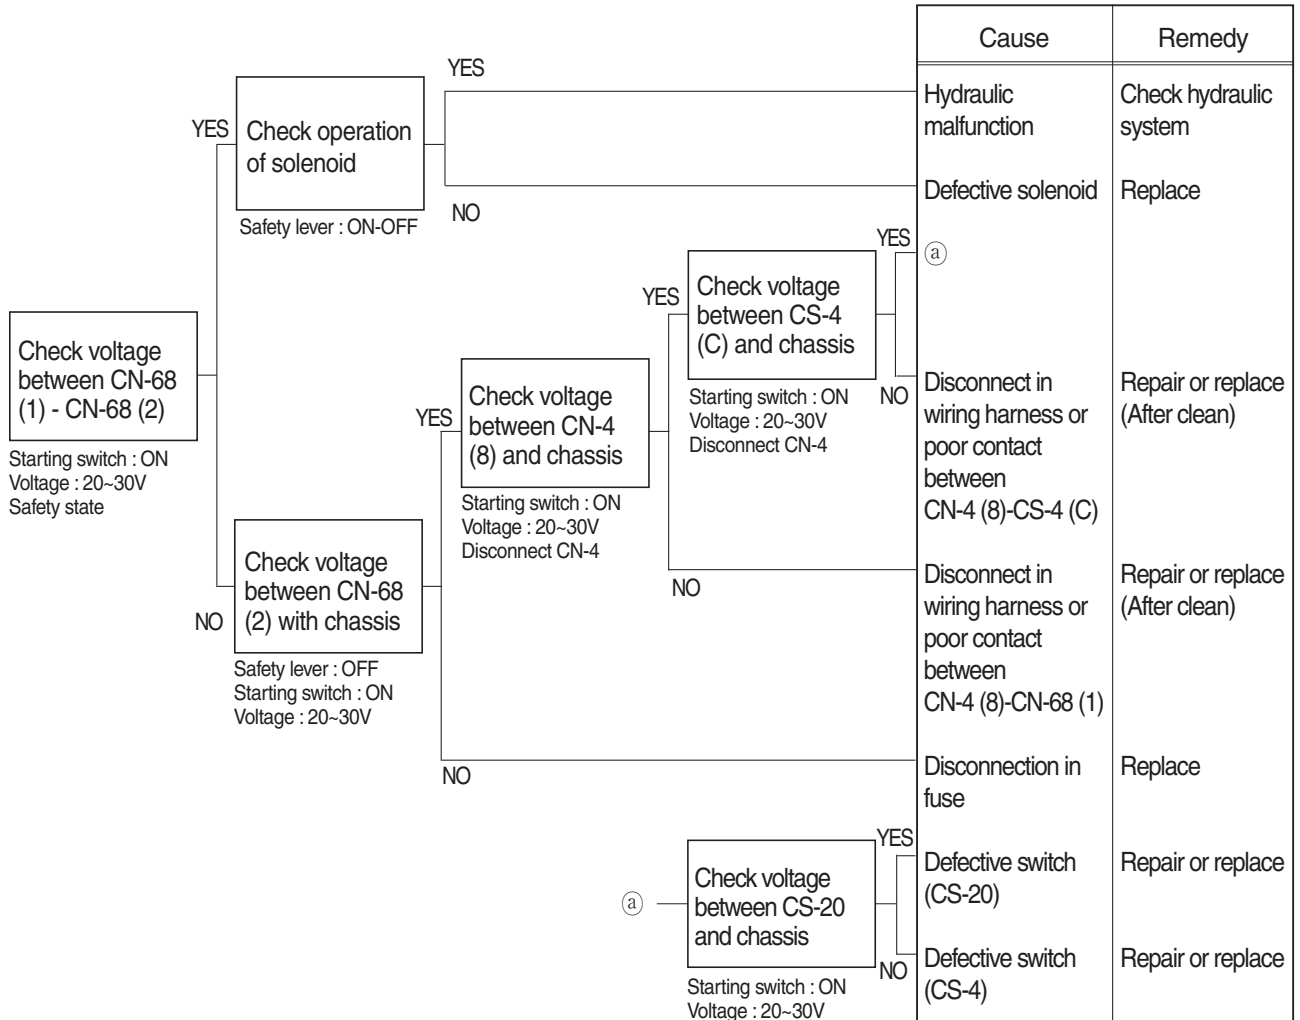 Cause
Remedy
YES
Hydraulic
malfunction
Check hydraulic
system
YES
Check operation
of solenoid
NO
Defective solenoid
Replace
Safety lever : ON-OFF
YES
ⓐ
YES
Check voltage
between CS-4
(C) and chassis
Check voltage
between CN-68
(1) - CN-68 (2)
Starting switch : ON
Voltage : 20~30V
Safety state
YES
Check voltage
between CN-4
(8) and chassis
Starting switch : ON
Voltage : 20~30V
Disconnect CN-4
NO
Disconnect in
wiring harness or
poor contact
between
CN-4 (8)-CS-4 (C)
Repair or replace
(After clean)
Starting switch : ON
Voltage : 20~30V
Disconnect CN-4
NO
Check voltage
between CN-68
(2) with chassis
Safety lever : OFF
Starting switch : ON
Voltage : 20~30V
NO
Disconnect in
wiring harness or
poor contact
between
CN-4 (8)-CN-68 (1)
Repair or replace
(After clean)
NO
Disconnection in
fuse
Replace
ⓐ
Check voltage
between CS-20
and chassis
Starting switch : ON
Voltage : 20~30V
YES
Defective switch
(CS-20)
Repair or replace
NO
Defective switch
(CS-4)
Repair or replace